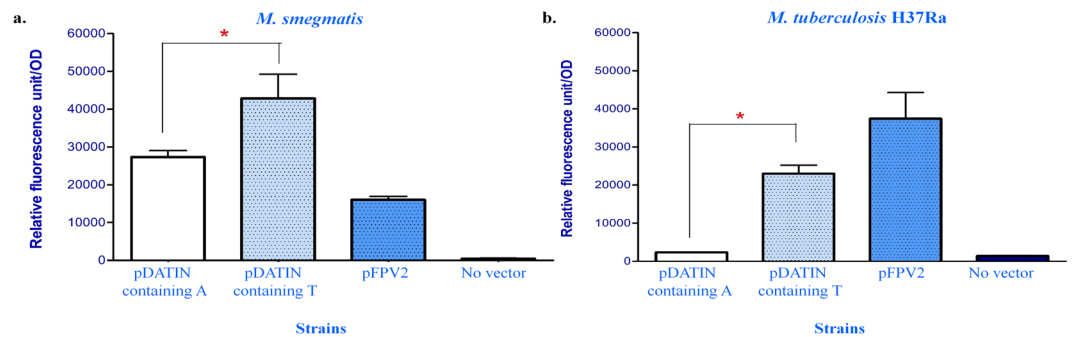 a.
M. smegmatis
Relative fluorescence unit/OD
60000
50000
40000
30000
20000
10000
0
*
pDATIN containing A
pDATIN containing T
pFPV2
No vector
Strains
b.
M. tuberculosis H37Ra
Relative fluorescence unit/OD
60000
50000
40000
30000
20000
10000
0
*
pDATIN containing A
pDATIN containing T
pFPV2
No vector
Strains